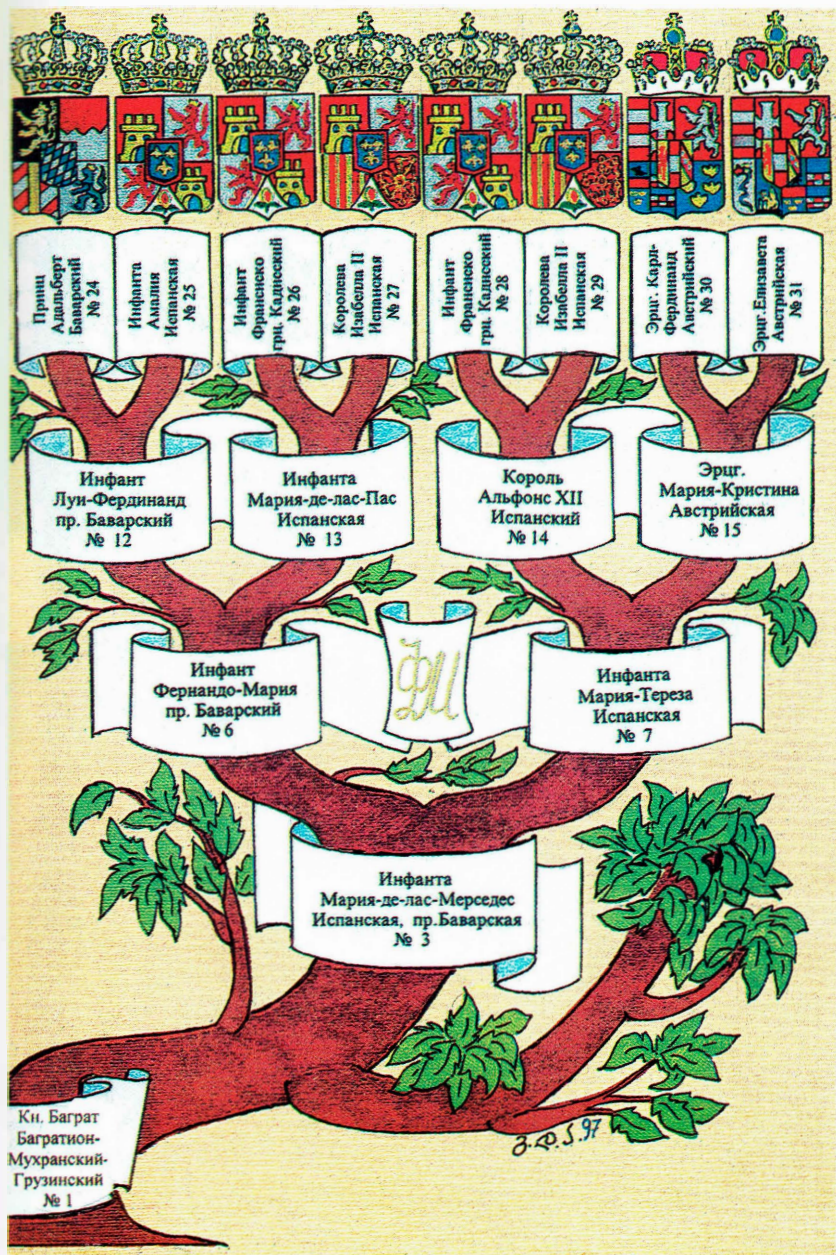 Принц
Адальберт
Баварский
№ 24
Инфанта
Амалия
Испанская
№ 25
Инфант
Франсиско
грц. Кадисский
№ 26
Королева
Изабелла II
Испанская
№ 27
Инфант
Франсиско
грц. Кадисский
№ 28
Королева
Изабелла II
Испанская
№ 29
Эрцг. Карл-
Фердинанд
Австрийский
№ 30
Эрцг. Елизавета
Австрийская
№ 31
Инфант
Луи-Фердинанд
пр. Баварский
№ 12
Инфанта
Мария-де-лас-Пас
Испанская
№ 13
Король
Альфонс XII
Испанский
№ 14
Эрцг.
Мария-Кристина
Австрийская
№ 15
Инфант
Фернандо-Мария
пр. Баварский
№ 6
Инфанта
Мария-Тереза
Испанская
№ 7
Инфанта
Мария-де-лас-Мерседес
Испанская, пр.Баварская
№ 3
Кн. Баграт
Багратион-
Мухранский-
Грузинский
№ 1
97